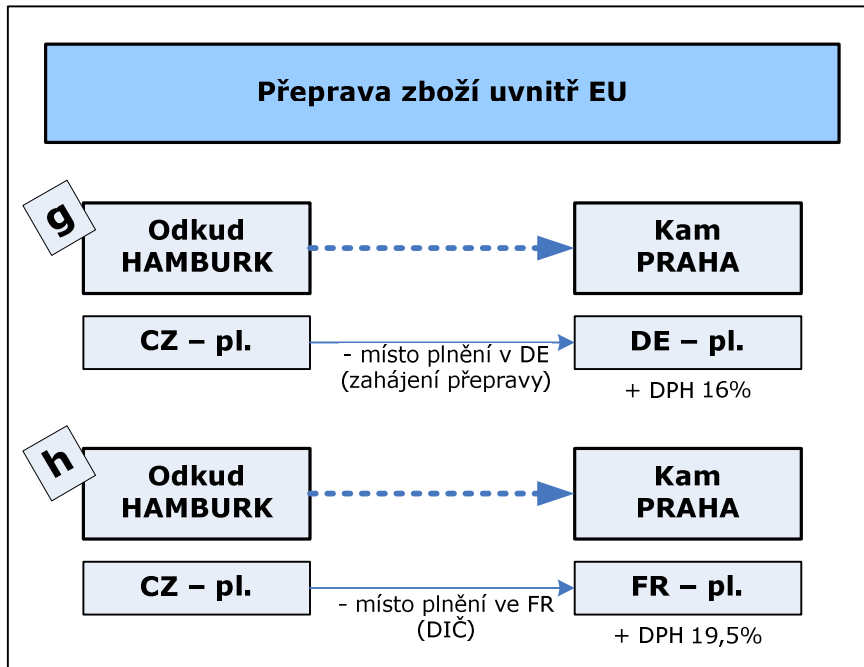 Přeprava zboží uvnitř EU
g
Odkud
HAMBURK
Kam
PRAHA
CZ – pl.
- místo plnění v DE
(zahájení přepravy)
DE – pl.
+ DPH 16%
h
Odkud
HAMBURK
Kam
PRAHA
CZ – pl.
- místo plnění ve FR
(DIČ)
FR – pl.
+ DPH 19,5%